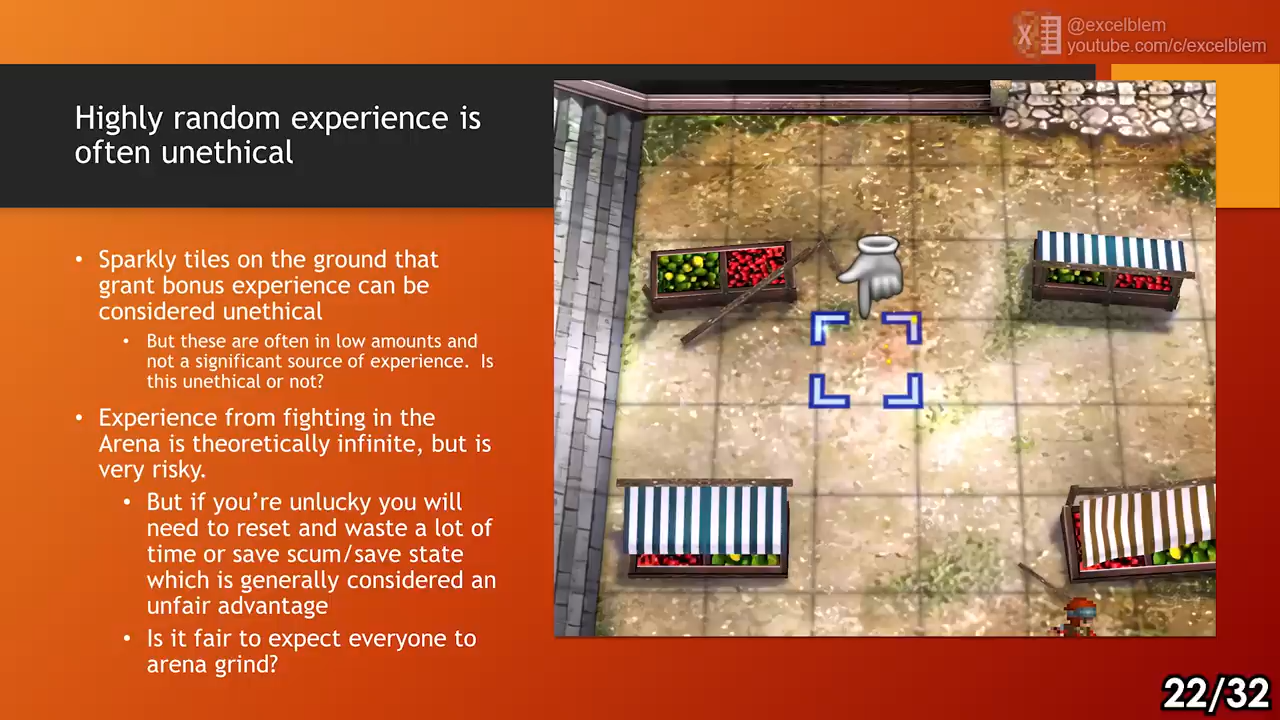 @excelblem
youtube.com/c/excelblem
Highly random experience is
often unethical
• Sparkly tiles on the ground that
grant bonus experience can be
considered unethical
• But these are often in low amounts and
not a significant source of experience.  Is
this unethical or not?
• Experience from fighting in the
Arena is theoretically infinite, but is
very risky.
• But if you’re unlucky you will
need to reset and waste a lot of
time or save scum/save state
which is generally considered an
unfair advantage
• Is it fair to expect everyone to
arena grind?
22/32